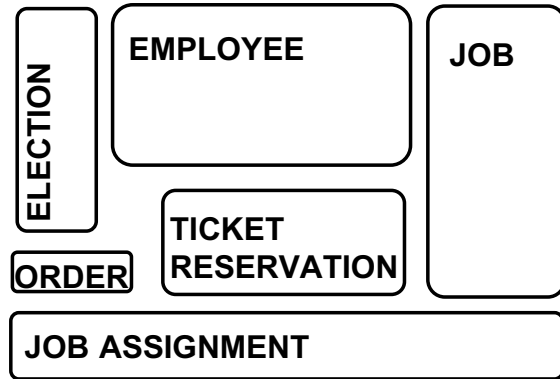 ELECTION
EMPLOYEE
JOB
TICKET
RESERVATION
ORDER
JOB ASSIGNMENT